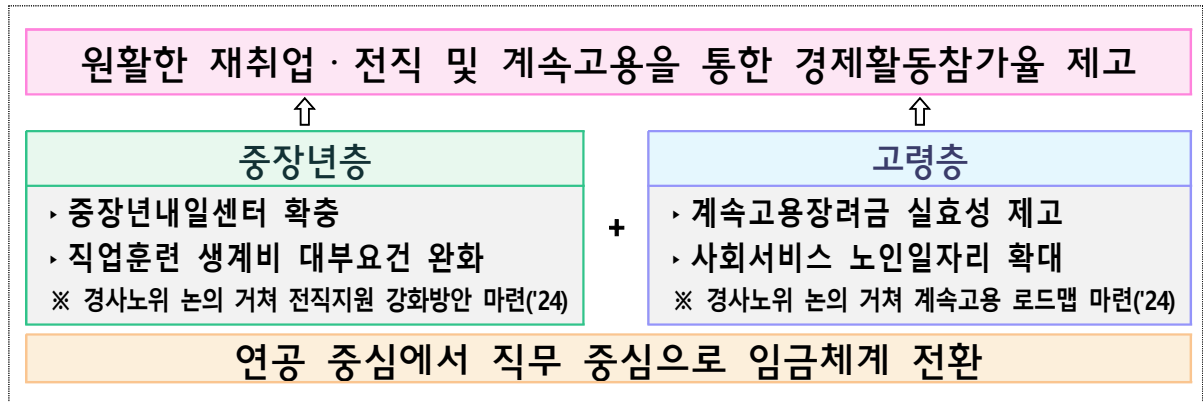 원활한 재취업·전직 및 계속고용을 통한 경제활동참가율 제고
중장년층
‣ 중장년내일센터 확충
‣ 직업훈련 생계비 대부요건 완화
※ 경사노위 논의 거쳐 전직지원 강화방안 마련('24)
+
고령층
‣ 계속고용장려금 실효성 제고
‣ 사회서비스 노인일자리 확대
※ 경사노위 논의 거쳐 계속고용 로드맵 마련('24)
연공 중심에서 직무 중심으로 임금체계 전환